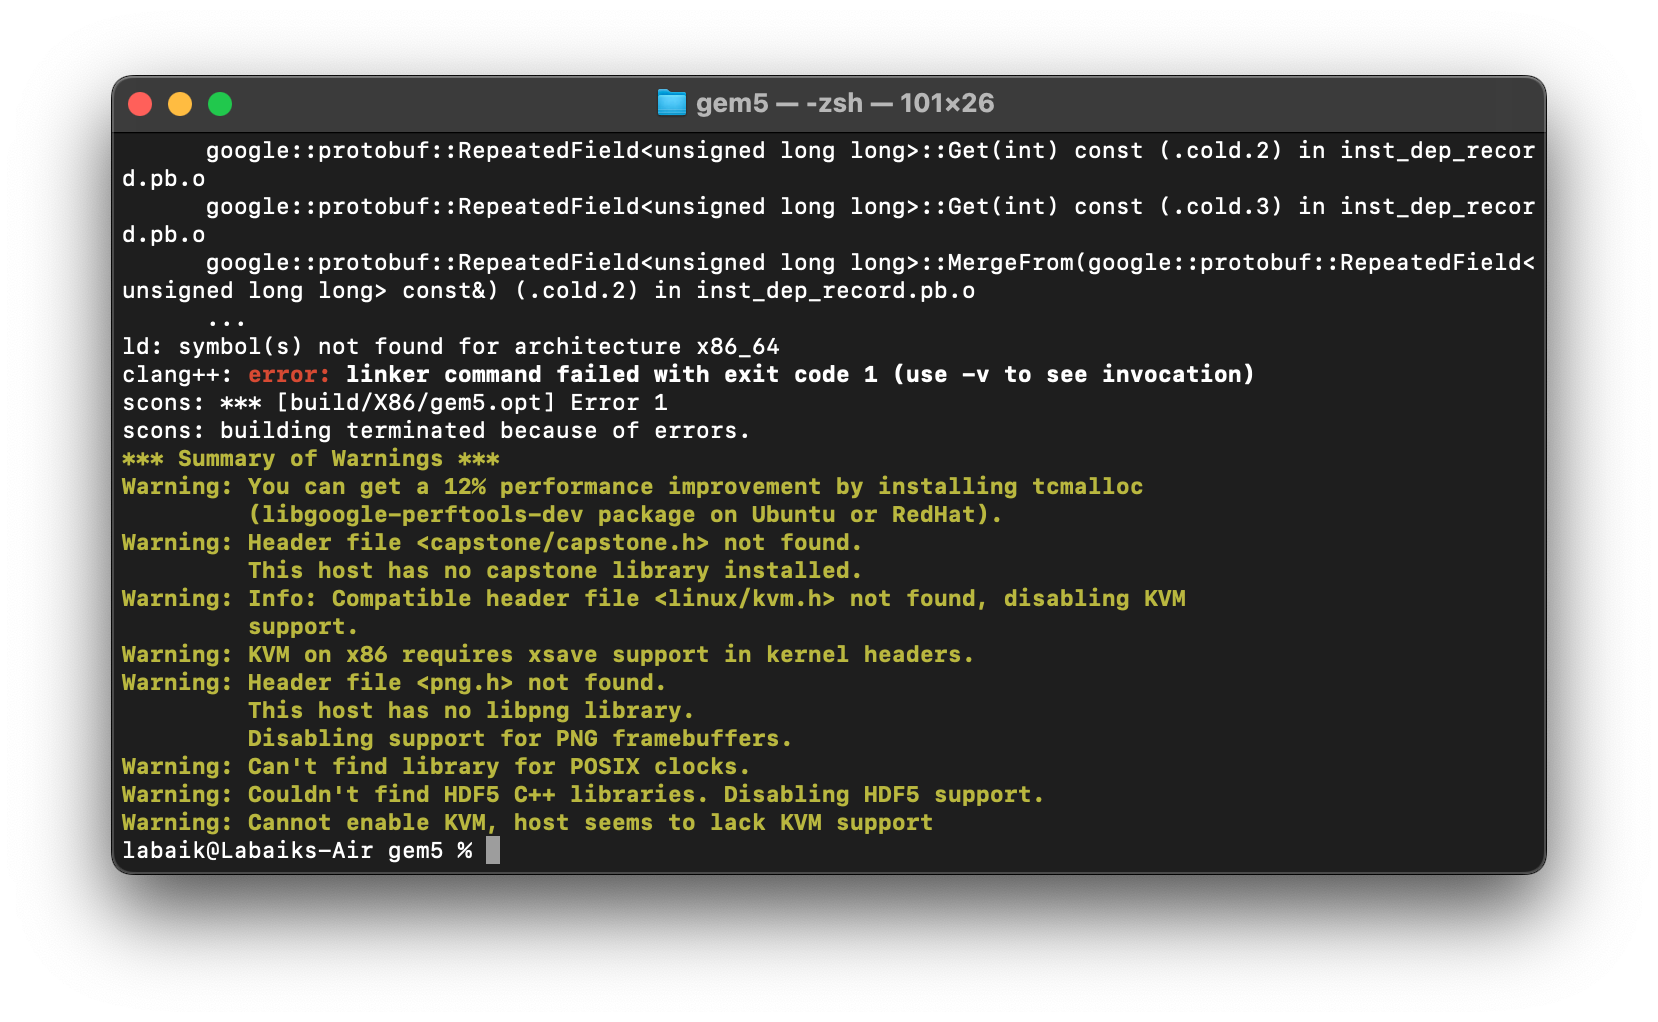 gem5 — -zsh — 101×26
google::protobuf::RepeatedField<unsigned long long>::Get(int) const (.cold.2) in inst_dep_recor
d.pb.o
google::protobuf::RepeatedField<unsigned long long>::Get(int) const (.cold.3) in inst_dep_recor
d.pb.o
google::protobuf::RepeatedField<unsigned long long>::MergeFrom(google::protobuf::RepeatedField<
unsigned long long> const&) (.cold.2) in inst_dep_record.pb.o
...
ld: symbol(s) not found for architecture x86_64
clang++: error: linker command failed with exit code 1 (use -v to see invocation)
scons: *** [build/X86/gem5.opt] Error 1
scons: building terminated because of errors.
*** Summary of Warnings ***
Warning: You can get a 12% performance improvement by installing tcmalloc
(libgoogle-perftools-dev package on Ubuntu or RedHat).
Warning: Header file <capstone/capstone.h> not found.
This host has no capstone library installed.
Warning: Info: Compatible header file <linux/kvm.h> not found, disabling KVM
support.
Warning: KVM on x86 requires xsave support in kernel headers.
Warning: Header file <png.h> not found.
This host has no libpng library.
Disabling support for PNG framebuffers.
Warning: Can't find library for POSIX clocks.
Warning: Couldn't find HDF5 C++ libraries. Disabling HDF5 support.
Warning: Cannot enable KVM, host seems to lack KVM support
labaik@Labaiks-Air gem5 %